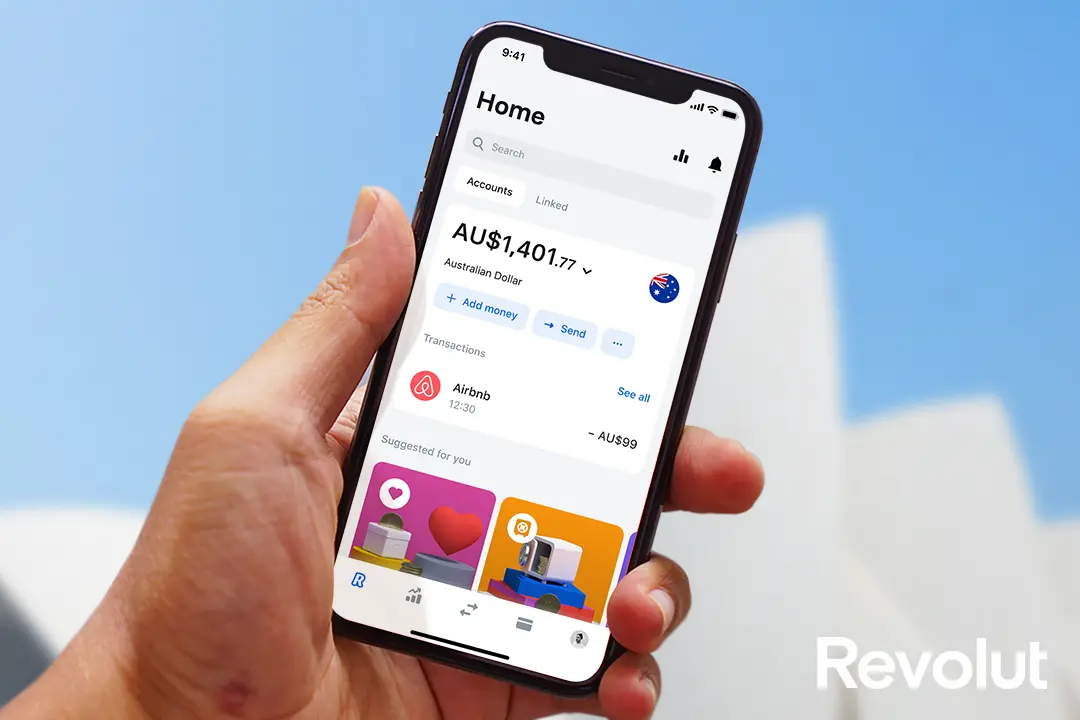 9:41
Home
Search
Accounts
Linked
AU$1,401.77
Australian Dollar
+ Add money
→ Send
...
Transactions
See all
Airbnb
12:30
– AU$99
Suggested for you
R
Revolut